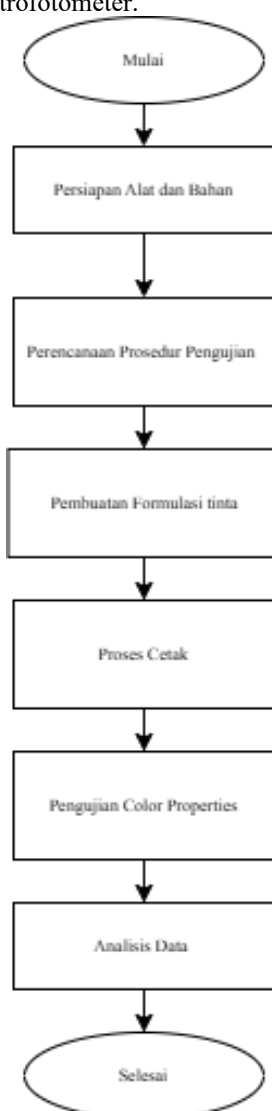 trofotometer.
Mulai
Persiapan Alat dan Bahan
Perencanaan Prosedur Pengujian
Pembuatan Formulasi tinta
Proses Cetak
Pengujian Color Properties
Analisis Data
Selesai